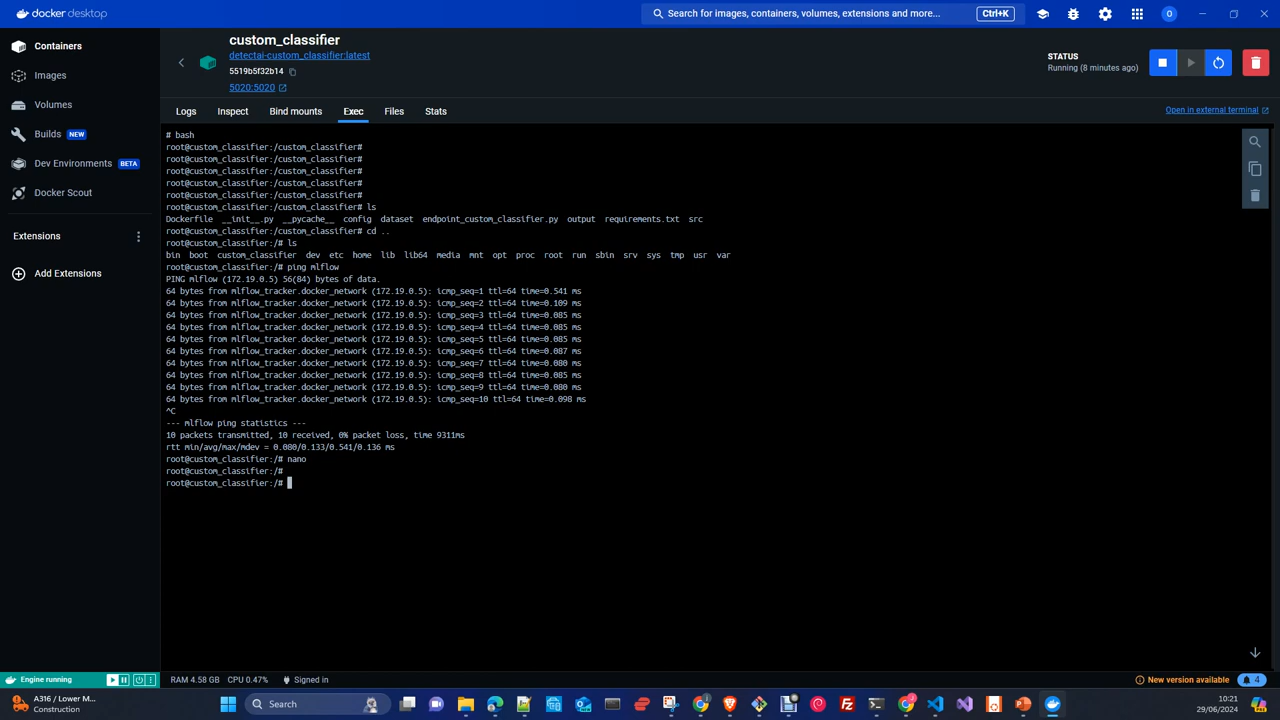 docker desktop
Search for images, containers, volumes, extensions and more...
Ctrl+K
O
Containers
Images
Volumes
Builds NEW
Dev Environments BETA
Docker Scout
Extensions
Add Extensions
custom_classifier
detectai-custom_classifier:latest
5519b5f32b14
5020:5020
STATUS
Running (8 minutes ago)
Logs Inspect Bind mounts Exec Files Stats
Open in external terminal
# bash
root@custom_classifier:/custom_classifier#
root@custom_classifier:/custom_classifier#
root@custom_classifier:/custom_classifier#
root@custom_classifier:/custom_classifier#
root@custom_classifier:/custom_classifier#
root@custom_classifier:/custom_classifier# ls
Dockerfile __init__.py __pycache__ config dataset endpoint_custom_classifier.py output requirements.txt src
root@custom_classifier:/custom_classifier# cd ..
root@custom_classifier:/# ls
bin boot custom_classifier dev etc home lib lib64 media mnt opt proc root run sbin srv sys tmp usr var
root@custom_classifier:/# ping mlflow
PING mlflow (172.19.0.5) 56(84) bytes of data.
64 bytes from mlflow_tracker.docker_network (172.19.0.5): icmp_seq=1 ttl=64 time=0.541 ms
64 bytes from mlflow_tracker.docker_network (172.19.0.5): icmp_seq=2 ttl=64 time=0.109 ms
64 bytes from mlflow_tracker.docker_network (172.19.0.5): icmp_seq=3 ttl=64 time=0.085 ms
64 bytes from mlflow_tracker.docker_network (172.19.0.5): icmp_seq=4 ttl=64 time=0.085 ms
64 bytes from mlflow_tracker.docker_network (172.19.0.5): icmp_seq=5 ttl=64 time=0.085 ms
64 bytes from mlflow_tracker.docker_network (172.19.0.5): icmp_seq=6 ttl=64 time=0.087 ms
64 bytes from mlflow_tracker.docker_network (172.19.0.5): icmp_seq=7 ttl=64 time=0.080 ms
64 bytes from mlflow_tracker.docker_network (172.19.0.5): icmp_seq=8 ttl=64 time=0.085 ms
64 bytes from mlflow_tracker.docker_network (172.19.0.5): icmp_seq=9 ttl=64 time=0.080 ms
64 bytes from mlflow_tracker.docker_network (172.19.0.5): icmp_seq=10 ttl=64 time=0.098 ms
^C
--- mlflow ping statistics ---
10 packets transmitted, 10 received, 0% packet loss, time 9311ms
rtt min/avg/max/mdev = 0.080/0.133/0.541/0.136 ms
root@custom_classifier:/# nano
root@custom_classifier:/#
root@custom_classifier:/#
Engine running
RAM 4.58 GB CPU 0.47% Signed in
New version available 4
A316 / Lower M...
Construction
Search
10:21
29/06/2024